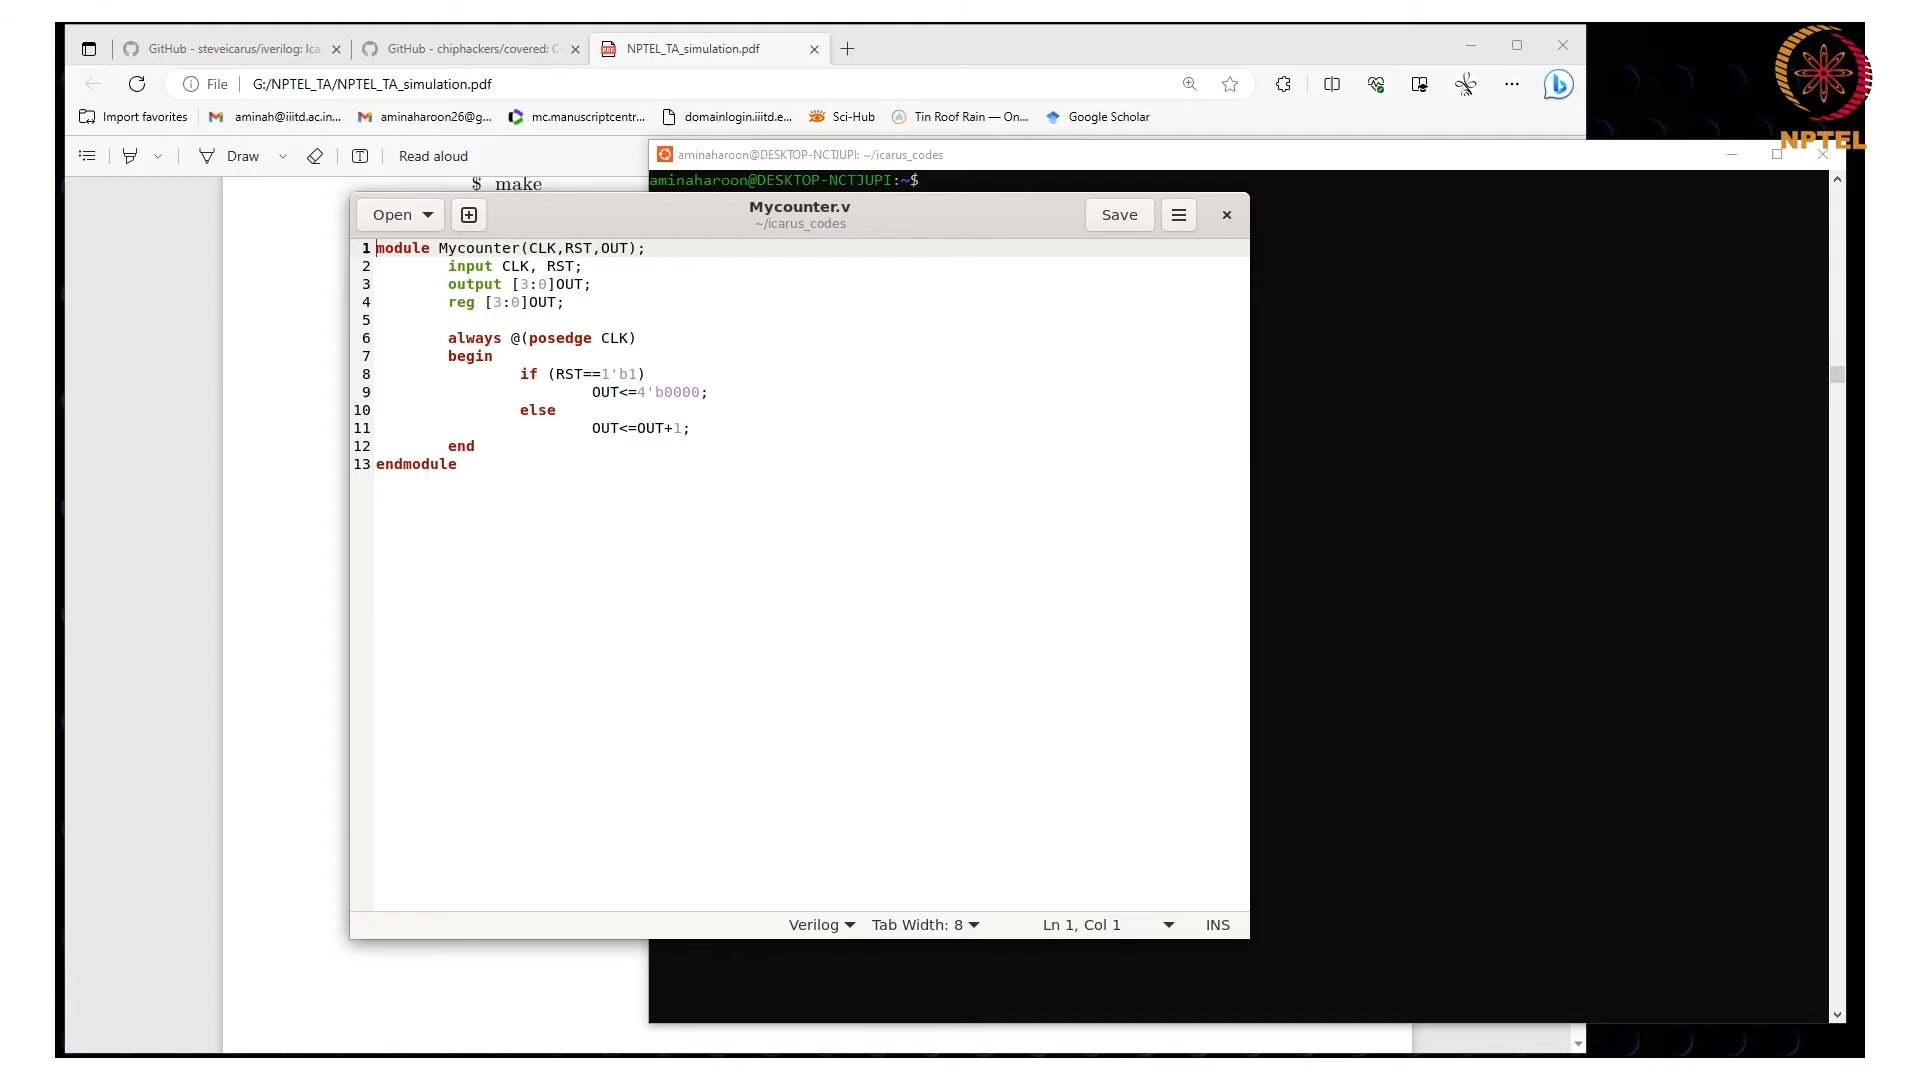 GitHub - steveicarus/iverilog: Ica
GitHub - chiphackers/covered: C
NPTEL_TA_simulation.pdf
File
G:/NPTEL_TA/NPTEL_TA_simulation.pdf
Import favorites
aminah@iiitd.ac.in...
aminaharoon26@g...
mc.manuscriptcentr...
domainlogin.iiitd.e...
Sci-Hub
Tin Roof Rain — On...
Google Scholar
NPTEL
Draw
Read aloud
aminaharoon@DESKTOP-NCTJUPI: ~/icarus_codes
$ make
aminaharoon@DESKTOP-NCTJUPI:~$
Open
Mycounter.v
~/icarus_codes
Save
1 module Mycounter(CLK,RST,OUT);
2 input CLK, RST;
3 output [3:0]OUT;
4 reg [3:0]OUT;
5
6 always @(posedge CLK)
7 begin
8 if (RST==1'b1)
9 OUT<=4'b0000;
10 else
11 OUT<=OUT+1;
12 end
13 endmodule
Verilog
Tab Width: 8
Ln 1, Col 1
INS